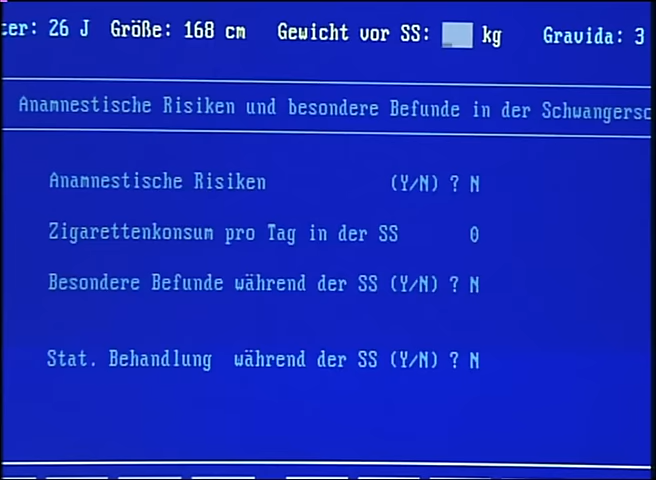 ter: 26 J Größe: 168 cm Gewicht vor SS: kg Gravida: 3
Anamnestische Risiken und besondere Befunde in der Schwangersc
Anamnestische Risiken (Y/N) ? N
Zigarettenkonsum pro Tag in der SS 0
Besondere Befunde während der SS (Y/N) ? N
Stat. Behandlung während der SS (Y/N) ? N